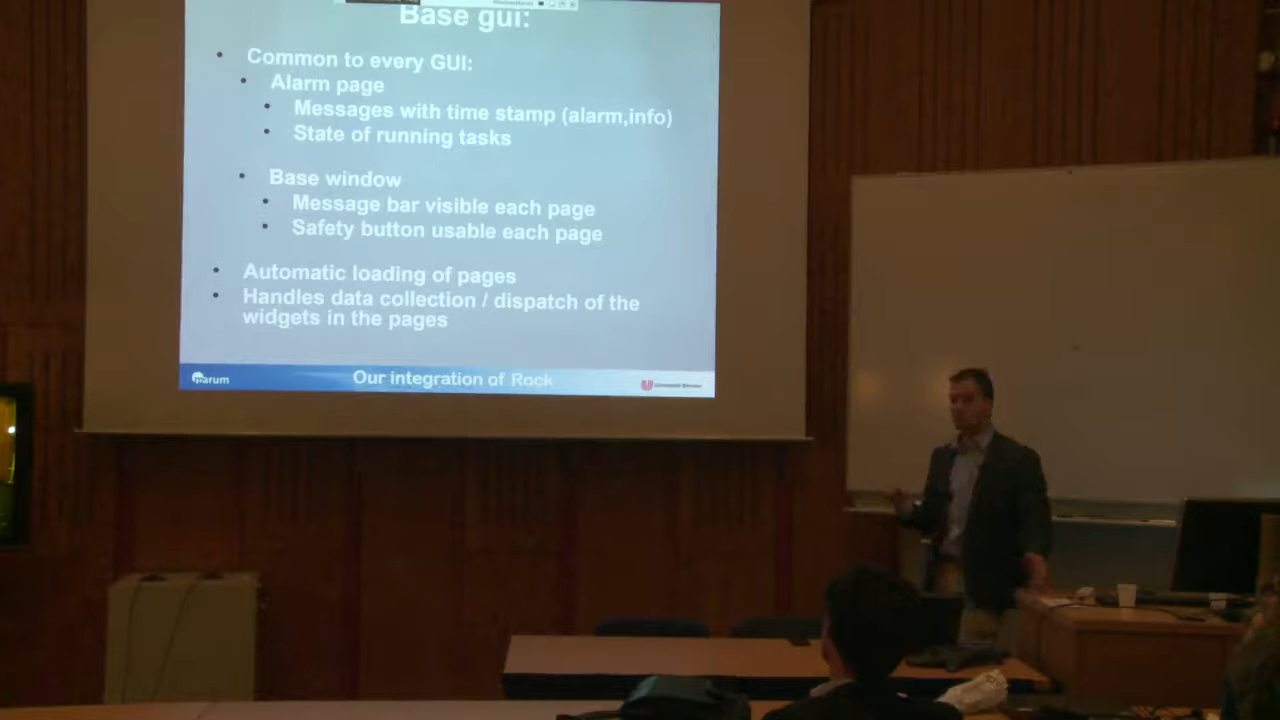 Base gui:
Common to every GUI:
Alarm page
Messages with time stamp (alarm,info)
State of running tasks
Base window
Message bar visible each page
Safety button usable each page
Automatic loading of pages
Handles data collection / dispatch of the
widgets in the pages
marum
Our integration of Rock